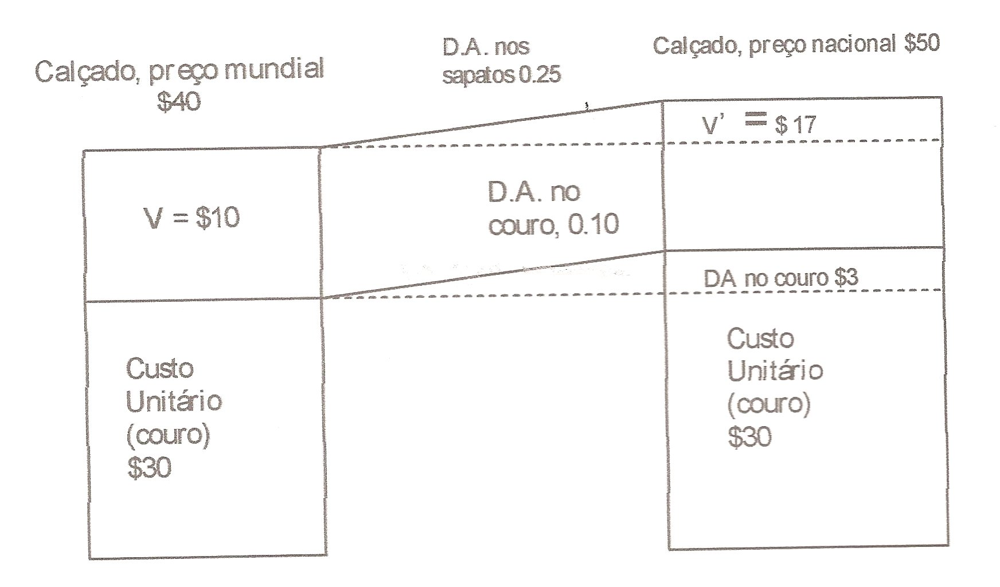 Calçado, preço mundial
$40
D.A. nos
sapatos 0.25
Calçado, preço nacional $50
V' = $ 17
V = $10
D.A. no
couro, 0.10
DA no couro $3
Custo
Unitário
(couro)
$30
Custo
Unitário
(couro)
$30